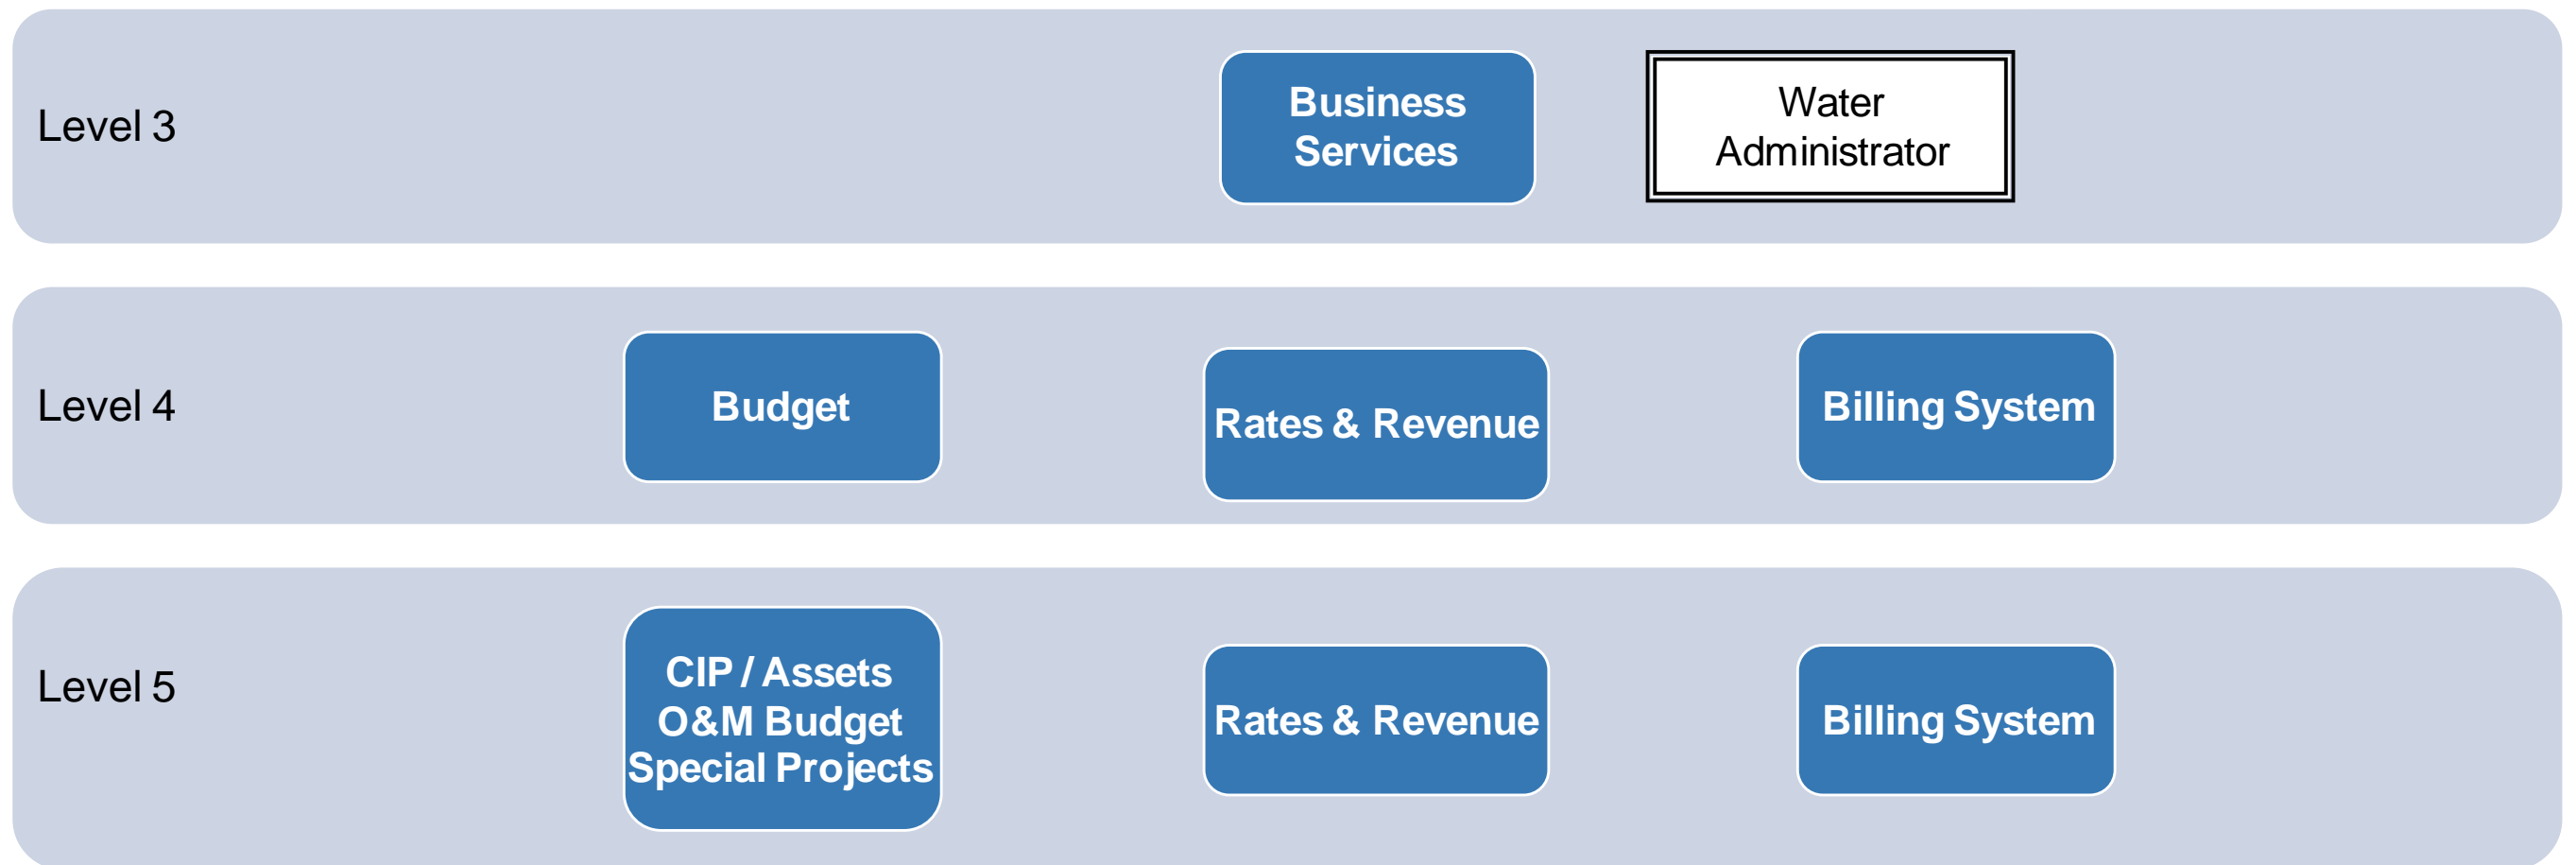 Level 3
Business
Services
Water
Administrator
Level 4
Budget
Rates & Revenue
Billing System
Level 5
CIP / Assets
O&M Budget
Special Projects
Rates & Revenue
Billing System